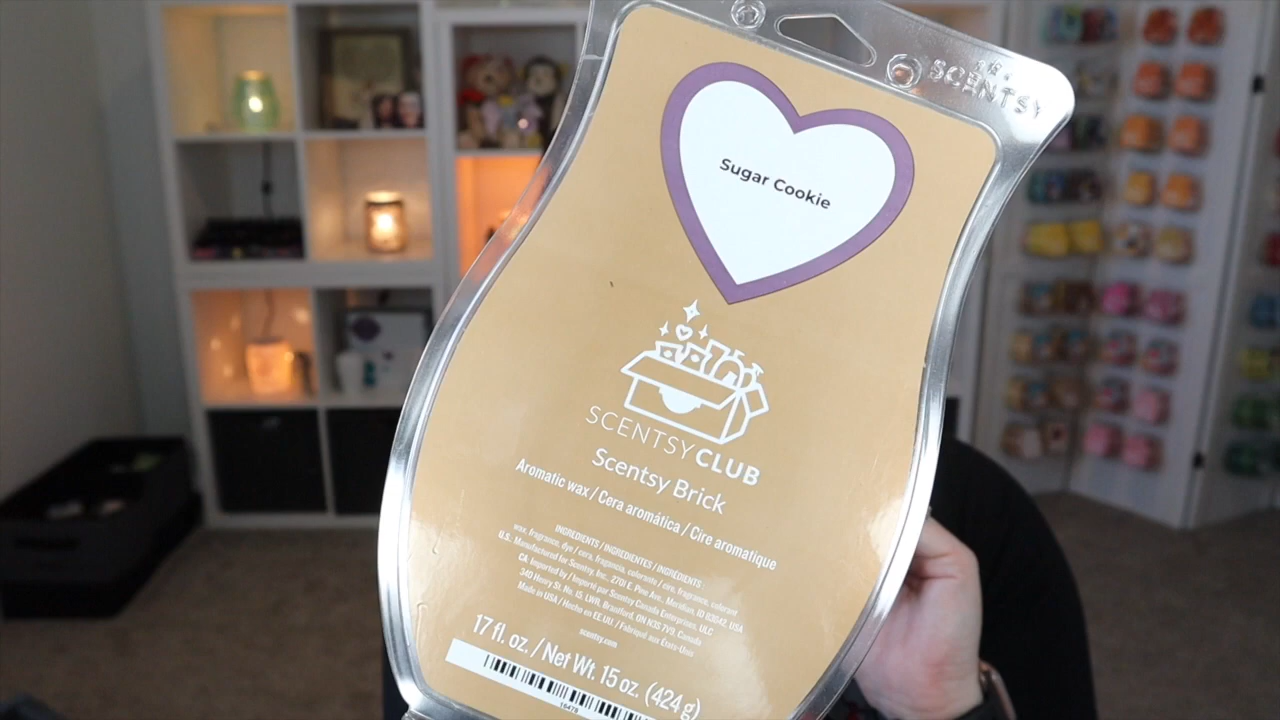 SCENTSY
Sugar Cookie
SCENTSYCLUB
Scentsy Brick
Aromatic wax / Cera aromática / Cire aromatique
INGREDIENTS / INGREDIENTES / INGRÉDIENTS:
wax, fragrance, dye / cera, fragancia, colorante / cire, fragrance, colorant
U.S. Manufactured for Scentsy, Inc., 2701 E. Pine Ave., Meridian, ID 83642, USA
CA. Imported by / Importé par Scentsy Canada Enterprises, ULC
340 Henry St. No. 15, LWR, Brantford, ON N3S 7V9, Canada
Made in USA / Hecho en EE.UU. / Fabriqué aux États-Unis
scentsy.com
17 fl. oz. / Net Wt. 15 oz. (424 g)